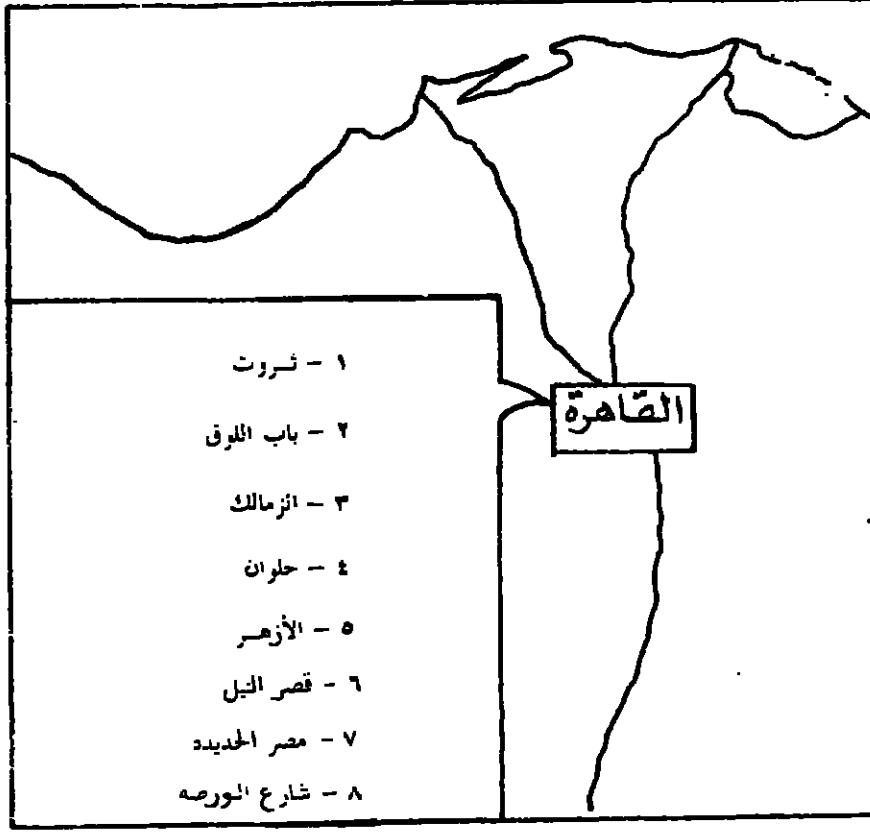 القاهرة
١ - ثروت
٢ - باب اللوق
٣ - الزمالك
٤ - حلوان
٥ - الأزهر
٦ - قصر النيل
٧ - مصر الحديده
٨ - شارع البورصه